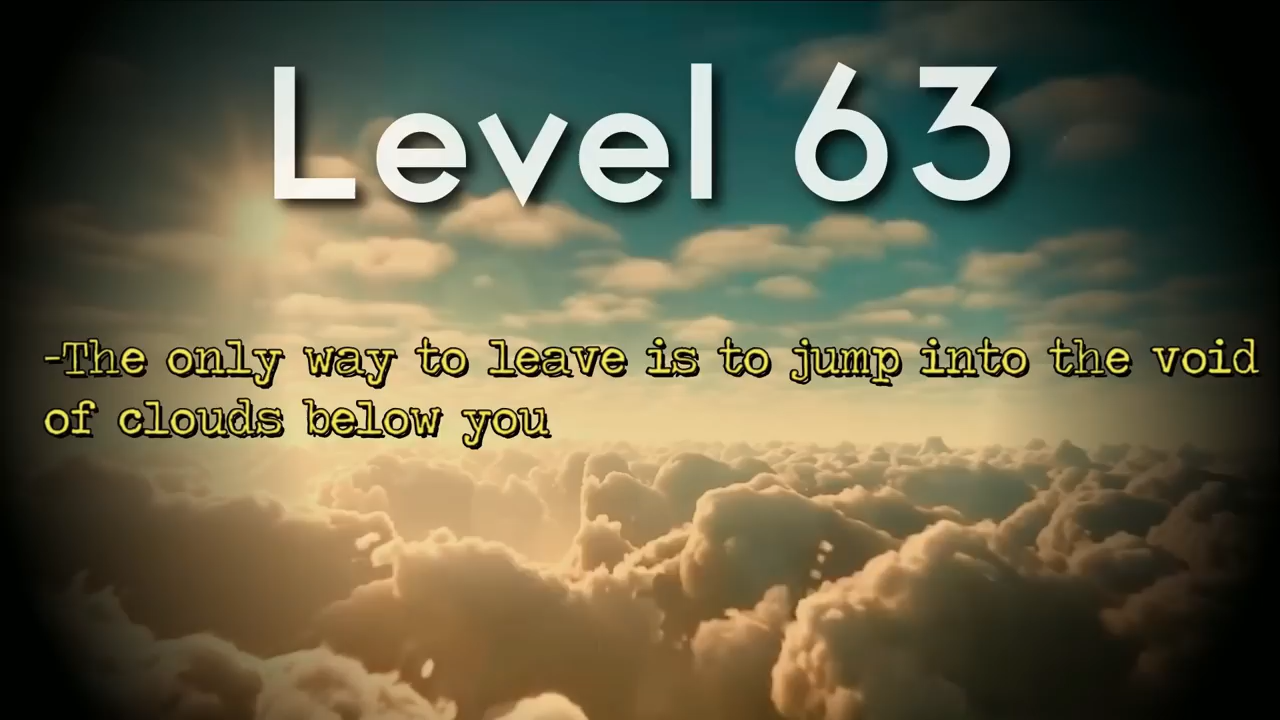 Level 63
-The only way to leave is to jump into the void
of clouds below you